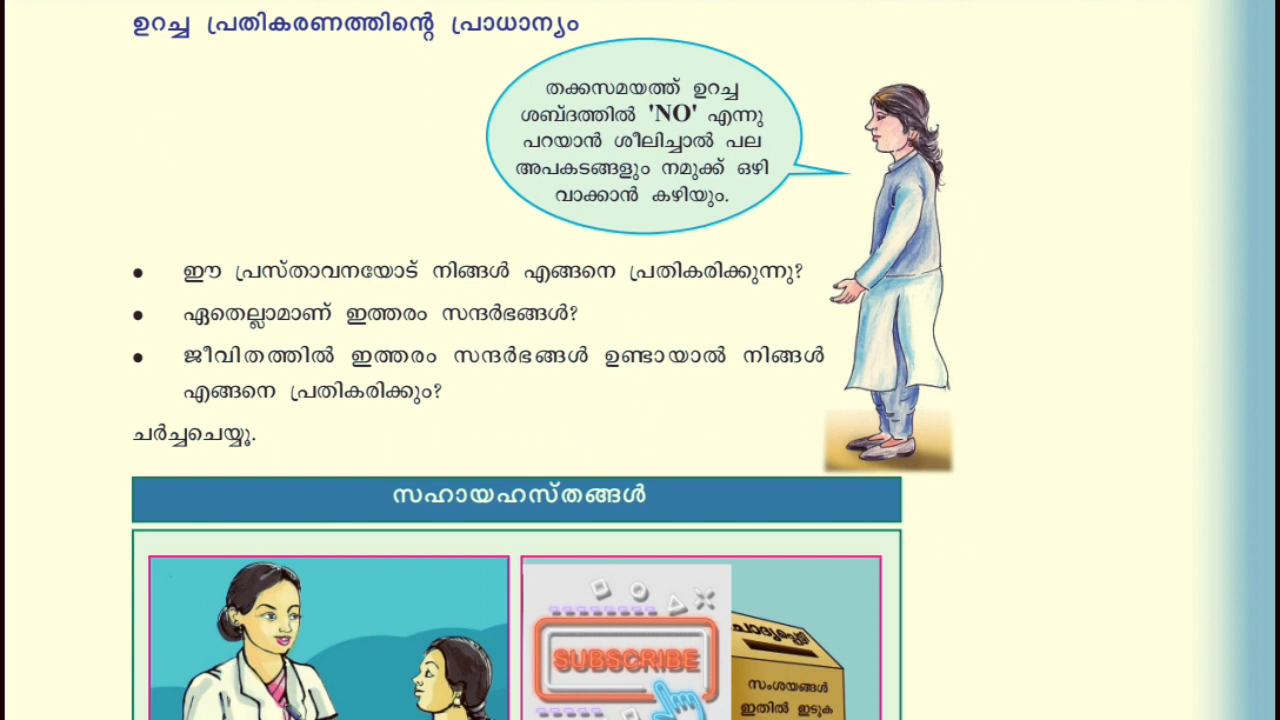 ഉറച്ച പ്രതികരണത്തിന്റെ പ്രാധാന്യം
തക്കസമയത്ത് ഉറച്ച
ശബ്ദത്തിൽ 'NO' എന്നു
പറയാൻ ശീലിച്ചാൽ പല
അപകടങ്ങളും നമുക്ക് ഒഴി
വാക്കാൻ കഴിയും.
• ഈ പ്രസ്താവനയോട് നിങ്ങൾ എങ്ങനെ പ്രതികരിക്കുന്നു?
• ഏതെല്ലാമാണ് ഇത്തരം സന്ദർഭങ്ങൾ?
• ജീവിതത്തിൽ ഇത്തരം സന്ദർഭങ്ങൾ ഉണ്ടായാൽ നിങ്ങൾ
എങ്ങനെ പ്രതികരിക്കും?
ചർച്ചചെയ്യൂ.
സഹായഹസ്തങ്ങൾ
SUBSCRIBE
ചോദ്യപ്പെട്ടി
സംശയങ്ങൾ
ഇതിൽ ഇടുക